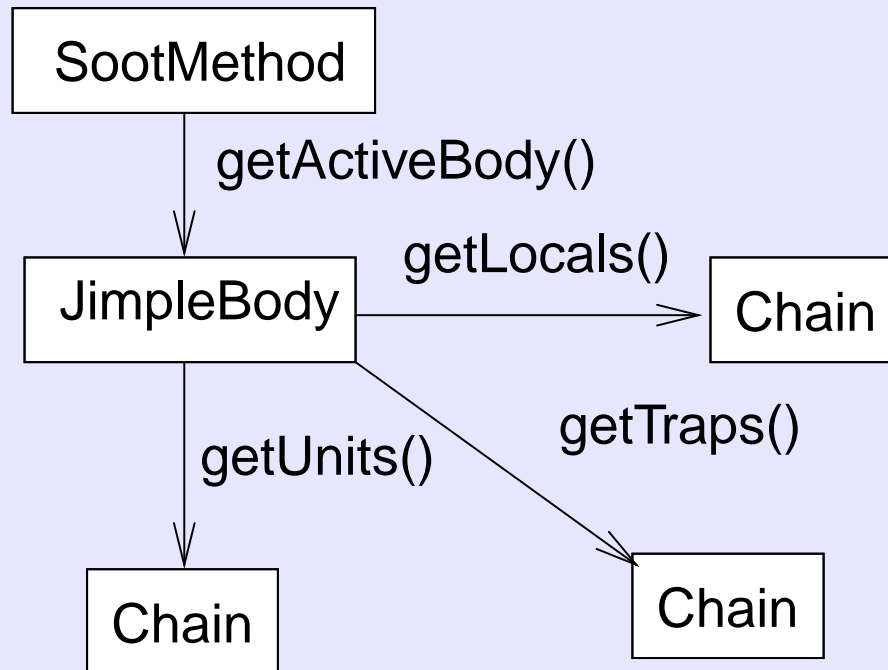 SootMethod
getActiveBody()
getLocals()
JimpleBody
Chain
getTraps()
getUnits()
Chain
Chain